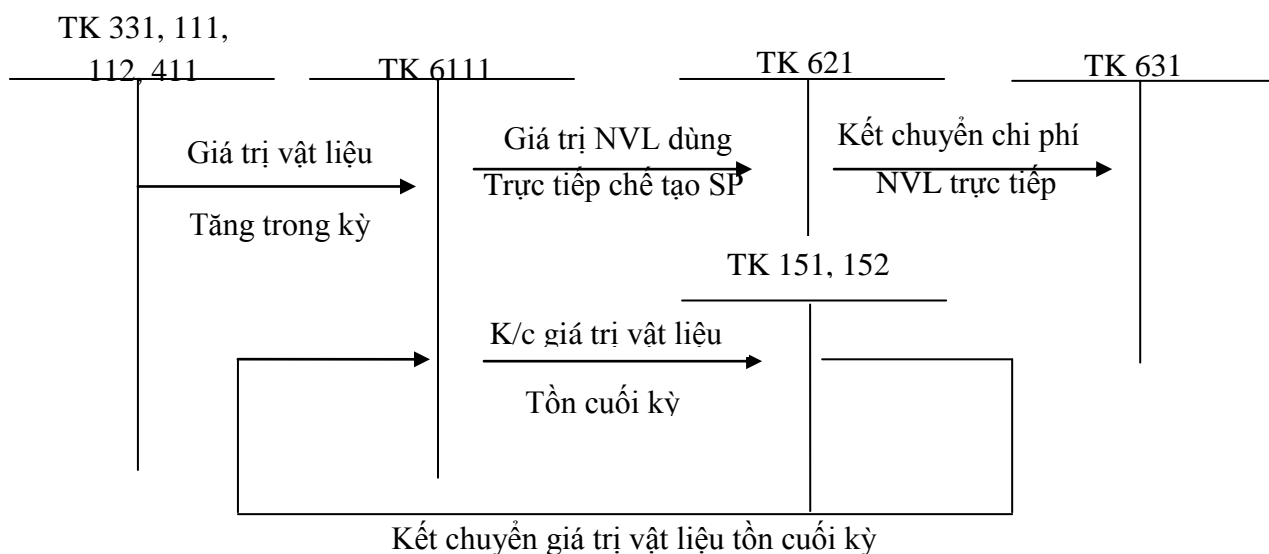 TK 331, 111,
112, 411
TK 6111
TK 621
TK 631
Giá trị vật liệu
Tăng trong kỳ
Giá trị NVL dùng
Trực tiếp chế tạo SP
Kết chuyển chi phí
NVL trực tiếp
TK 151, 152
K/c giá trị vật liệu
Tồn cuối kỳ
Kết chuyển giá trị vật liệu tồn cuối kỳ